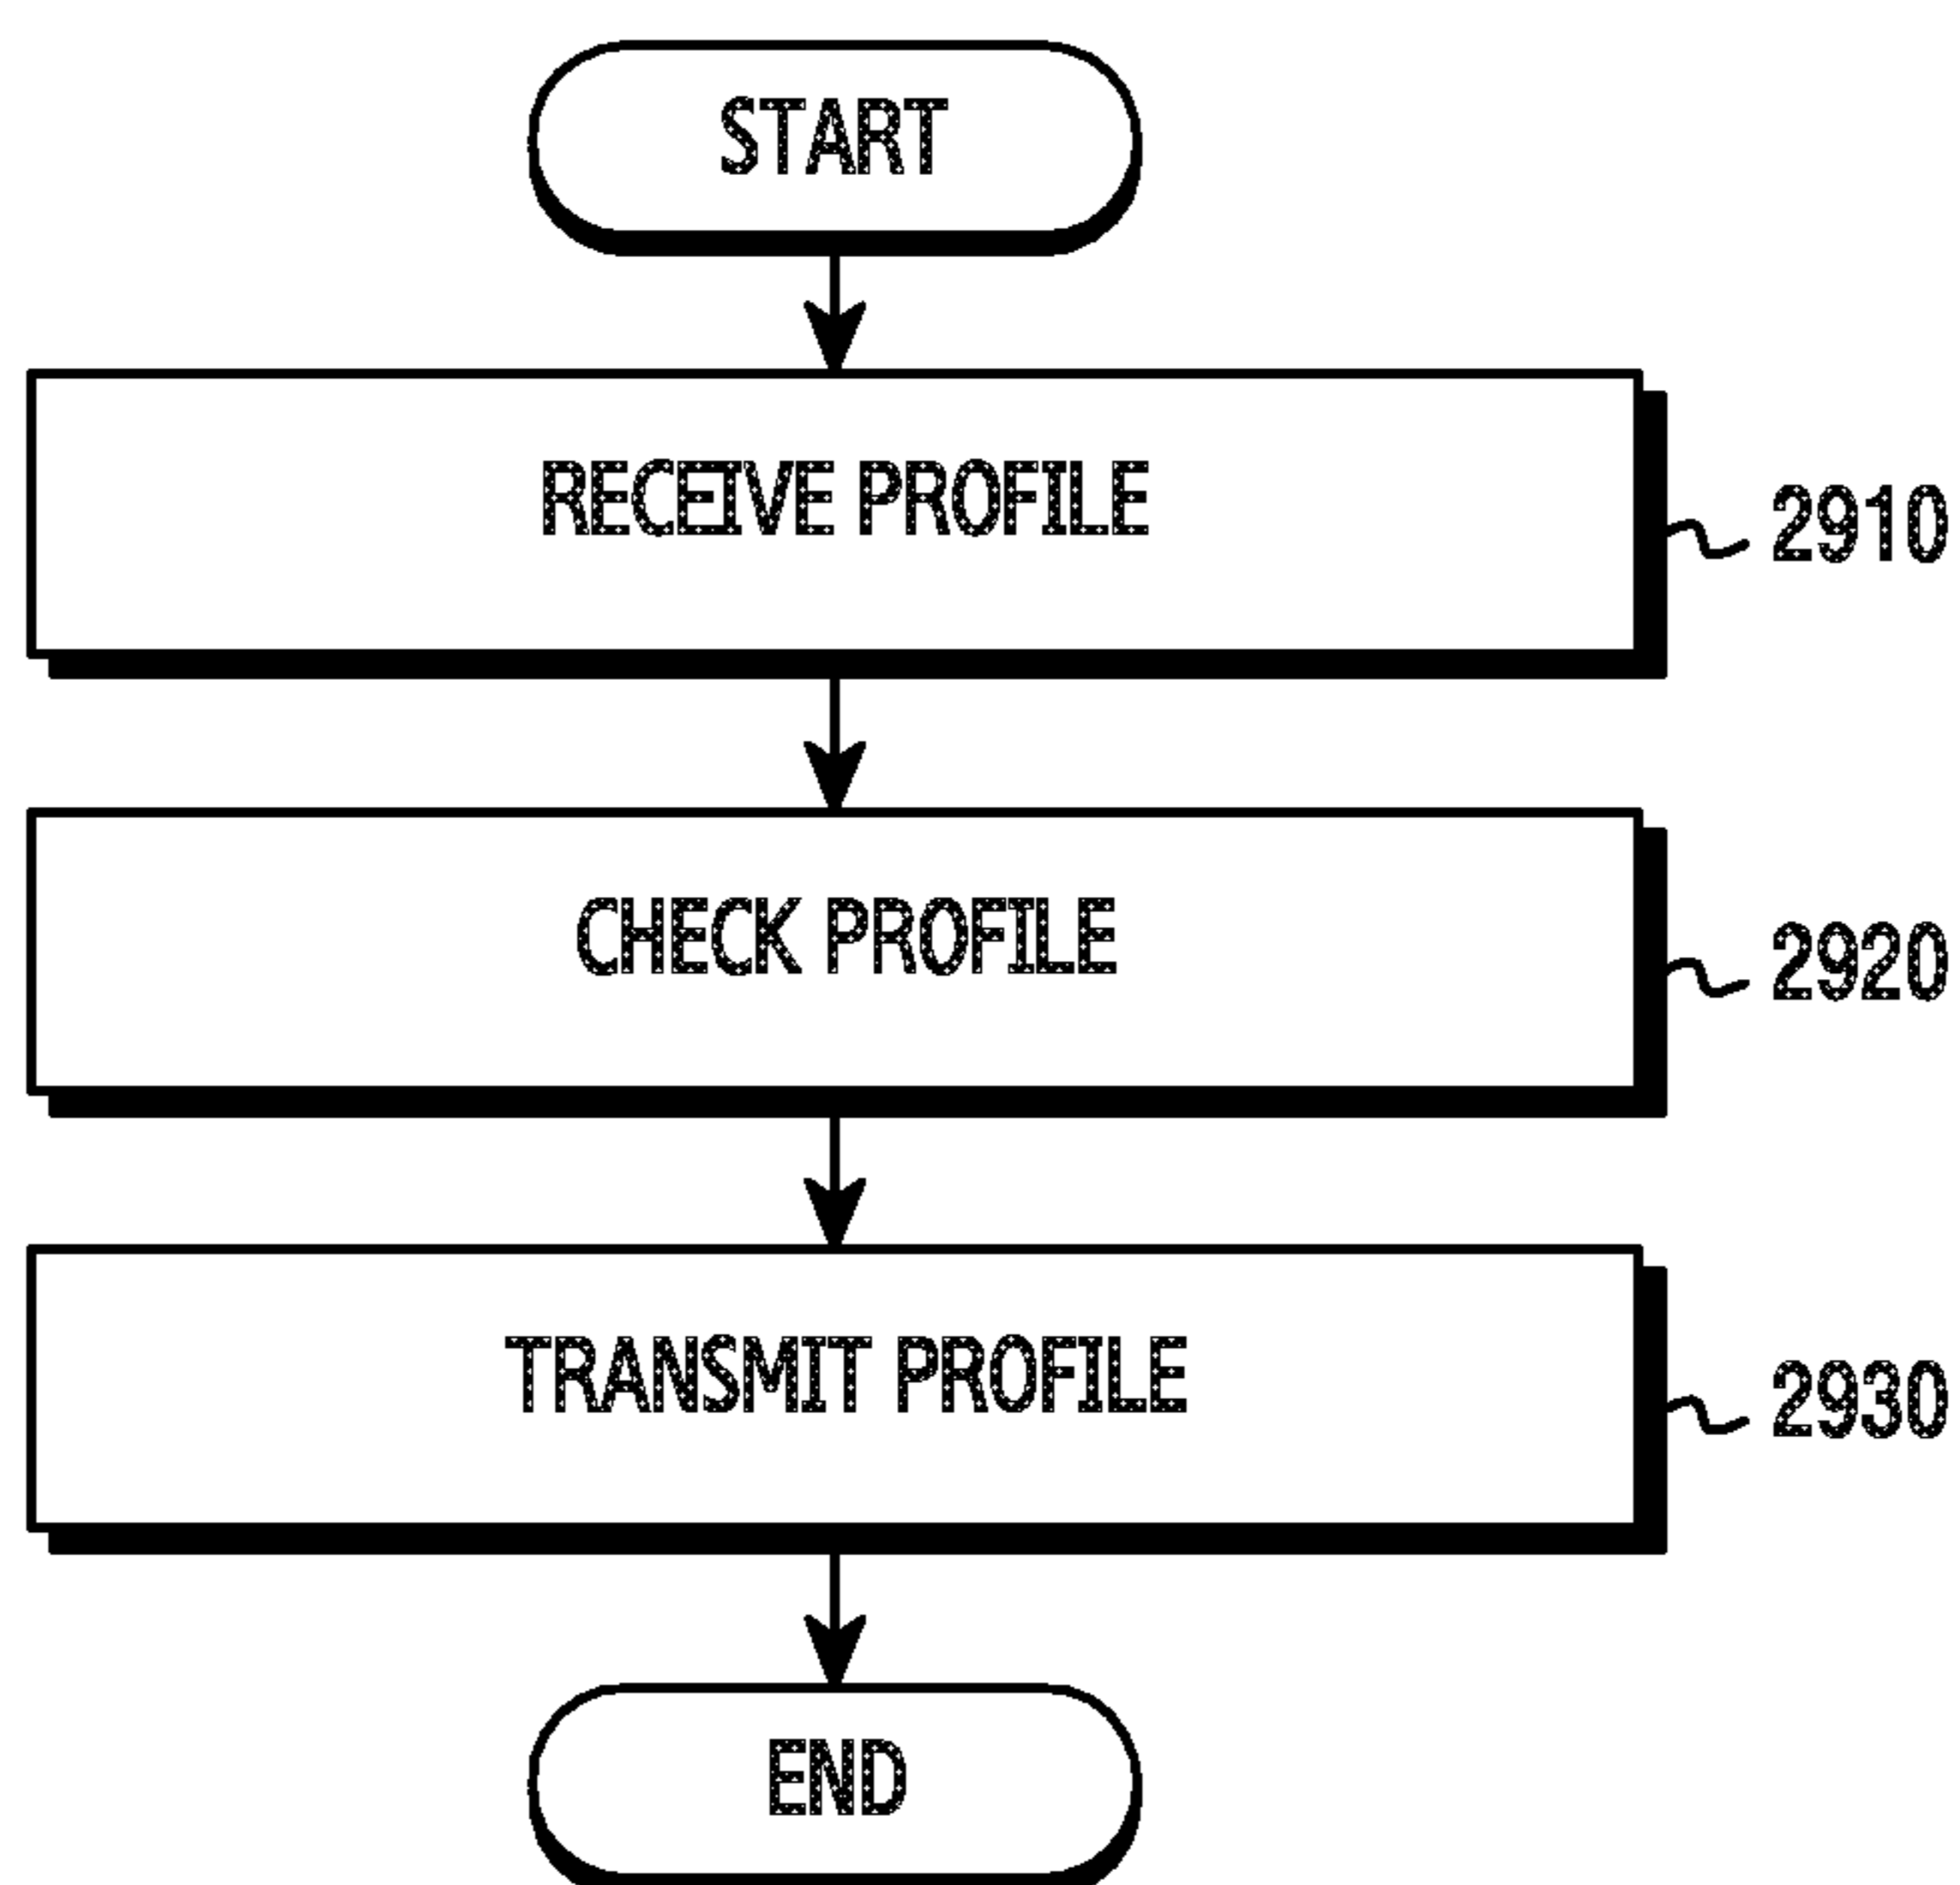 START
RECEIVE PROFILE
2910
CHECK PROFILE
2920
TRANSMIT PROFILE
2930
END